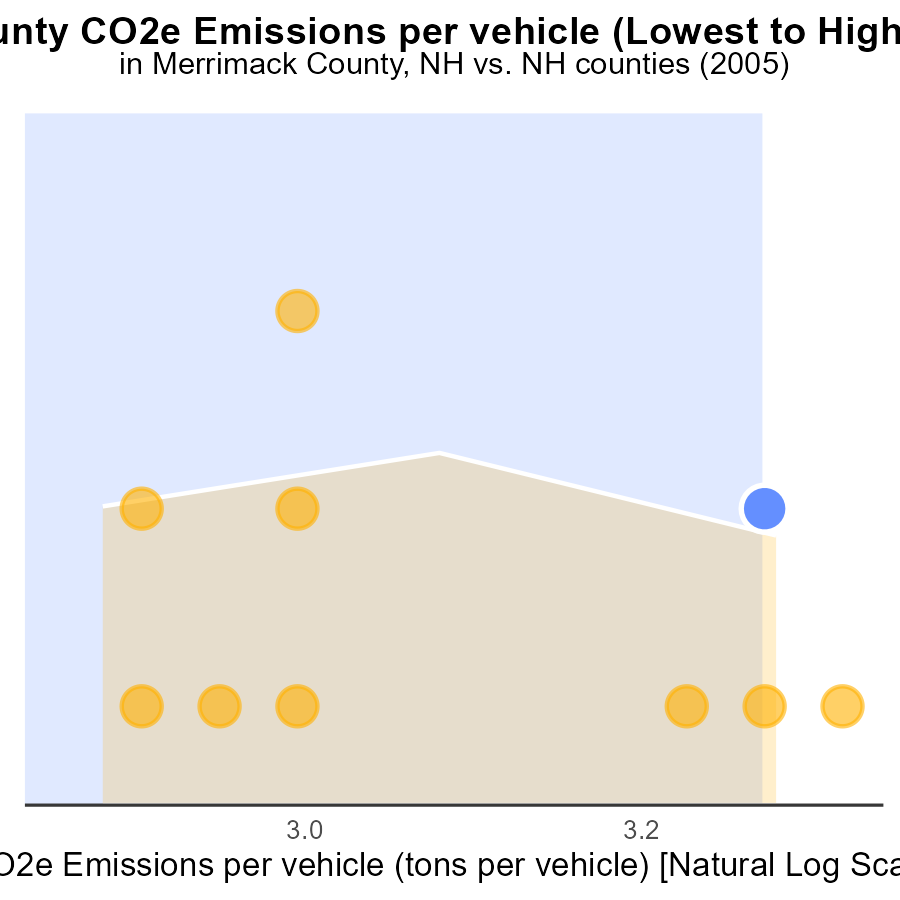 unty CO2e Emissions per vehicle (Lowest to High
in Merrimack County, NH vs. NH counties (2005)
3.0 3.2
O2e Emissions per vehicle (tons per vehicle) [Natural Log Sca